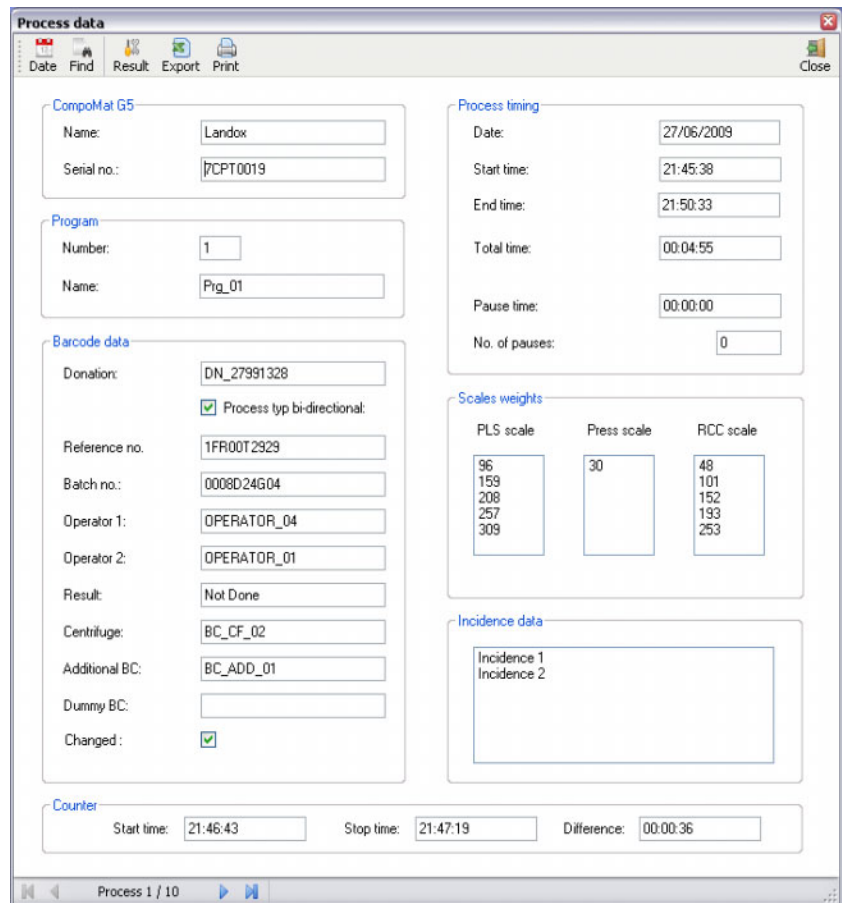 Process data
Date Find Result Export Print Close
CompoMat G5
Name: Landox
Serial no.: 7CPT0019
Program
Number: 1
Name: Prg_01
Barcode data
Donation: DN_27991328
Process typ bi-directional:
Reference no. 1FR00T2929
Batch no.: 0008D24G04
Operator 1: OPERATOR_04
Operator 2: OPERATOR_01
Result: Not Done
Centrifuge: BC_CF_02
Additional BC: BC_ADD_01
Dummy BC:
Changed :
Process timing
Date: 27/06/2009
Start time: 21:45:38
End time: 21:50:33
Total time: 00:04:55
Pause time: 00:00:00
No. of pauses: 0
Scales weights
PLS scale Press scale RCC scale
96 30 48
159 101
208 152
257 193
309 253
Incidence data
Incidence 1
Incidence 2
Counter
Start time: 21:46:43 Stop time: 21:47:19 Difference: 00:00:36
Process 1 / 10